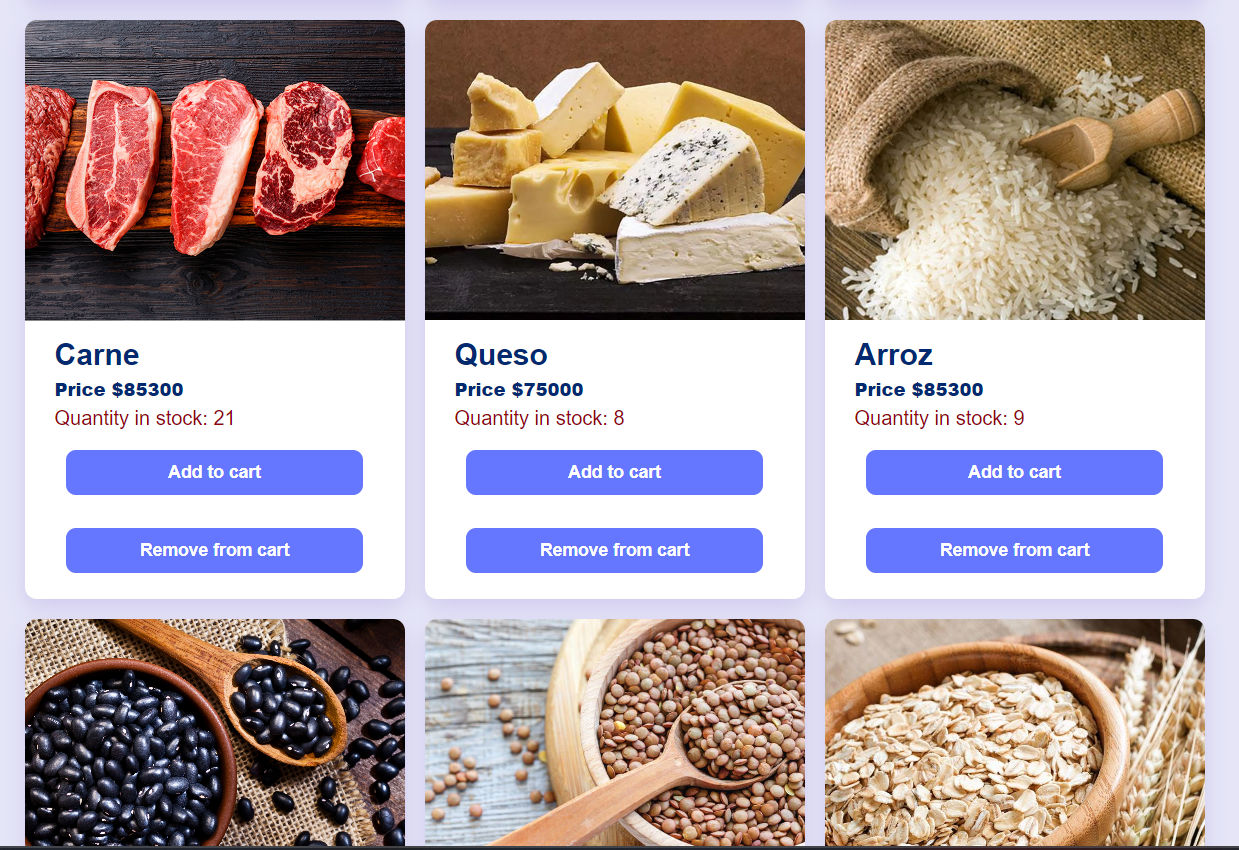 Carne
Price $85300
Quantity in stock: 21
Add to cart
Remove from cart
Queso
Price $75000
Quantity in stock: 8
Add to cart
Remove from cart
Arroz
Price $85300
Quantity in stock: 9
Add to cart
Remove from cart